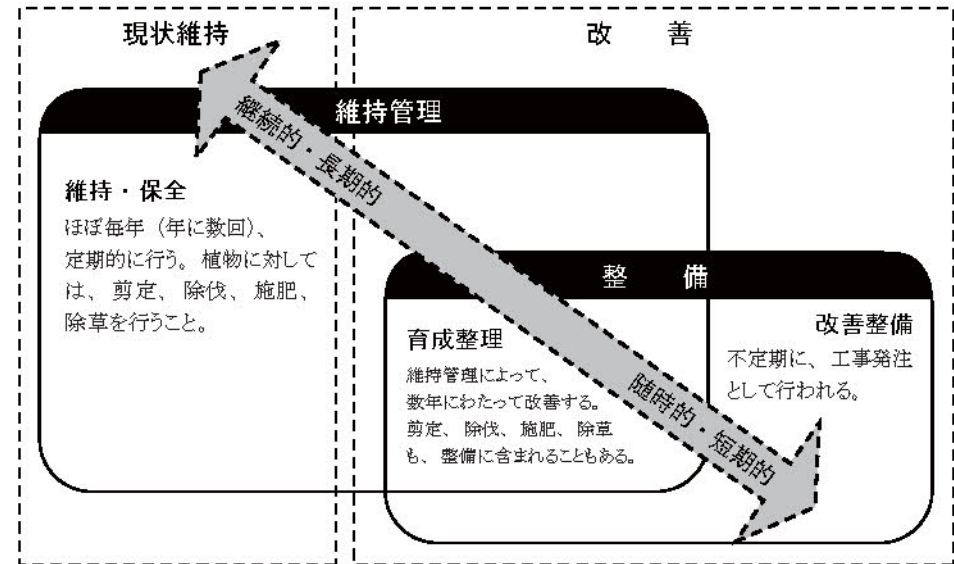 現状維持
改　善
維持管理
継続的・長期的
維持・保全
ほぼ毎年（年に数回）、
定期的に行う。植物に対して
は、剪定、除伐、施肥、
除草を行うこと。
整　備
育成整理
維持管理によって、
数年にわたって改善する。
剪定、除伐、施肥、除草
も、整備に含まれることもある。
改善整備
不定期に、工事発注
として行われる。
随時的・短期的